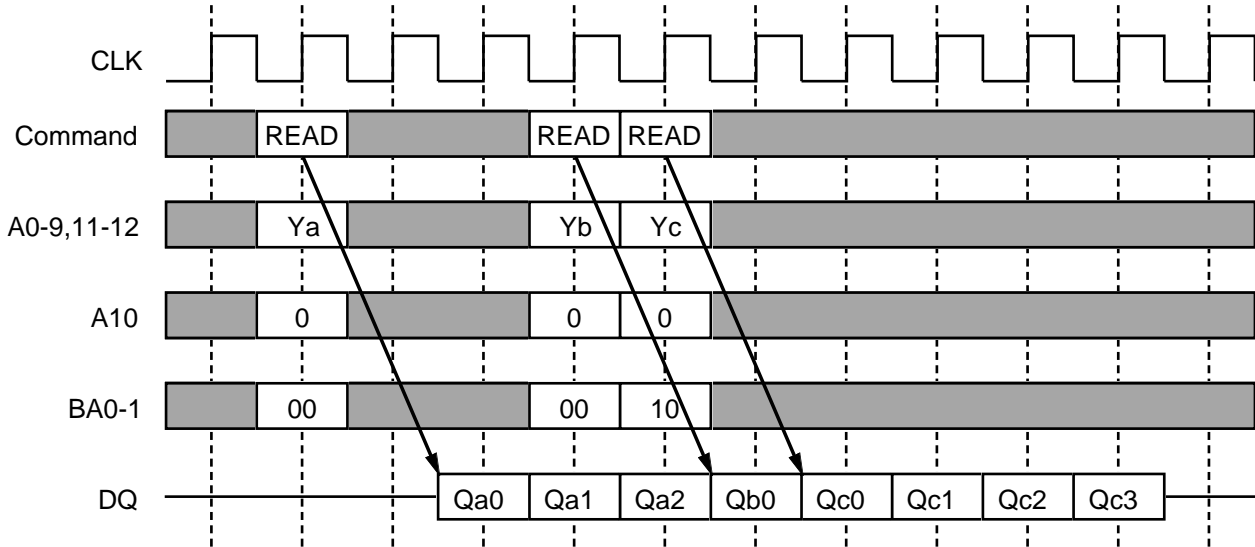 CLK
Command READ READ READ
A0-9,11-12 Ya Yb Yc
A10 0 0 0
BA0-1 00 00 10
DQ Qa0 Qa1 Qa2 Qb0 Qc0 Qc1 Qc2 Qc3